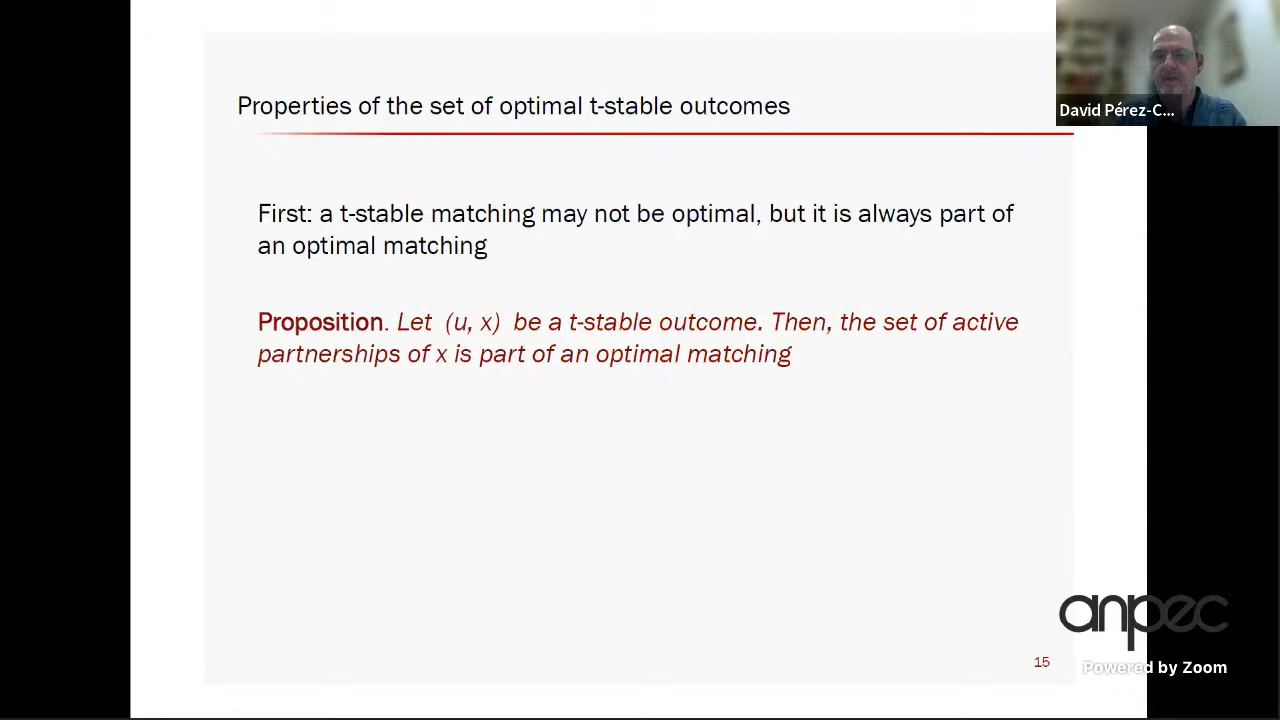 David Pérez-C...
Properties of the set of optimal t-stable outcomes
First: a t-stable matching may not be optimal, but it is always part of
an optimal matching
Proposition. Let (u, x) be a t-stable outcome. Then, the set of active
partnerships of x is part of an optimal matching
anpec
15
Powered by Zoom